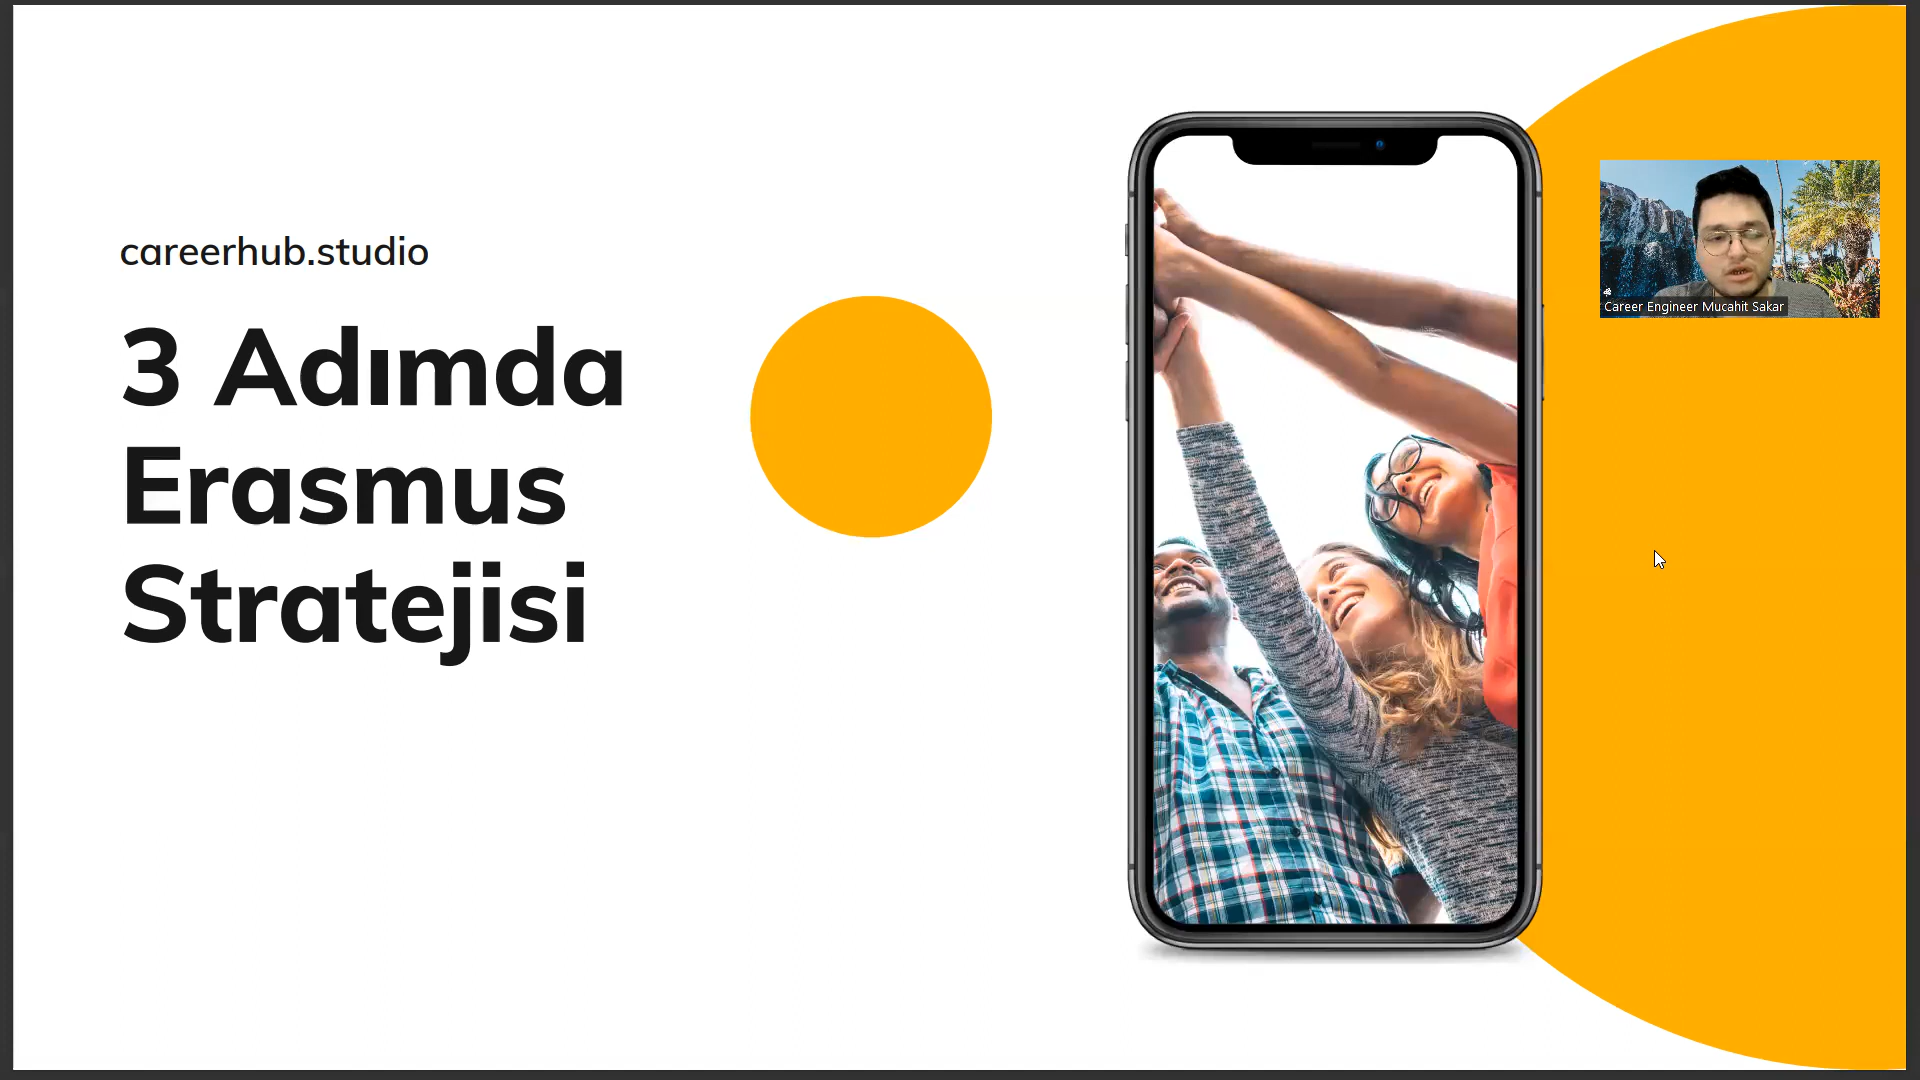 careerhub.studio
3 Adımda
Erasmus
Stratejisi
Career Engineer Mucahit Sakar